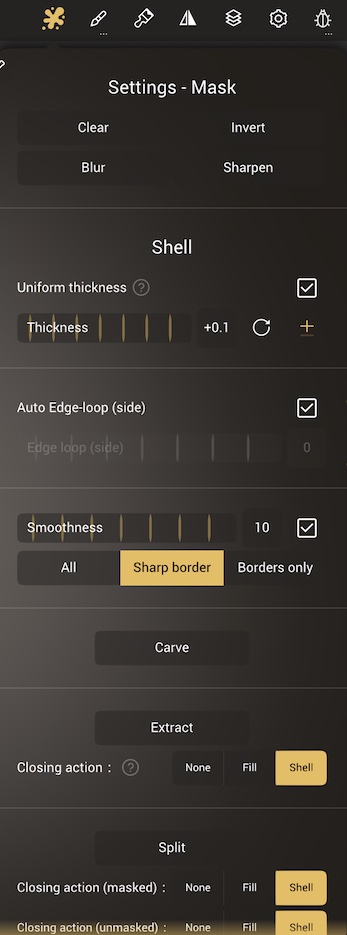 Settings - Mask
Clear Invert
Blur Sharpen
Shell
Uniform thickness ?
Thickness +0.1 +
Auto Edge-loop (side)
Edge loop (side) 0
Smoothness 10
All Sharp border Borders only
Carve
Extract
Closing action : ? None Fill Shell
Split
Closing action (masked) : None Fill Shell
Closing action (unmasked) : None Fill Shell